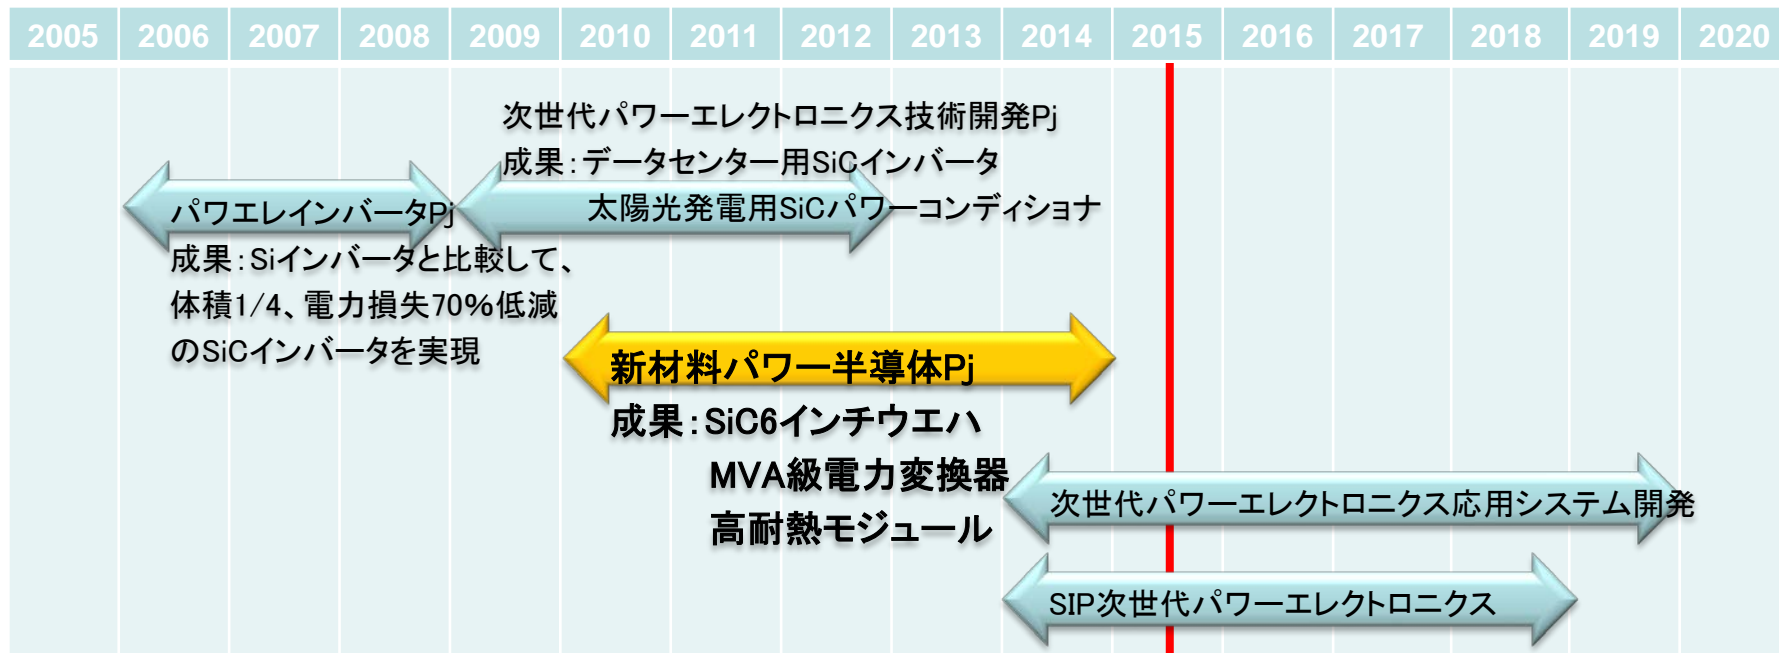 2005 2006 2007 2008 2009 2010 2011 2012 2013 2014 2015 2016 2017 2018 2019 2020
次世代パワーエレクトロニクス技術開発Pj
成果：データセンター用SiCインバータ
太陽光発電用SiCパワーコンディショナ
パワエレインバータPj
成果：Siインバータと比較して、
体積1/4、電力損失70%低減
のSiCインバータを実現
新材料パワー半導体Pj
成果：SiC6インチウエハ
MVA級電力変換器
高耐熱モジュール
次世代パワーエレクトロニクス応用システム開発
SIP次世代パワーエレクトロニクス